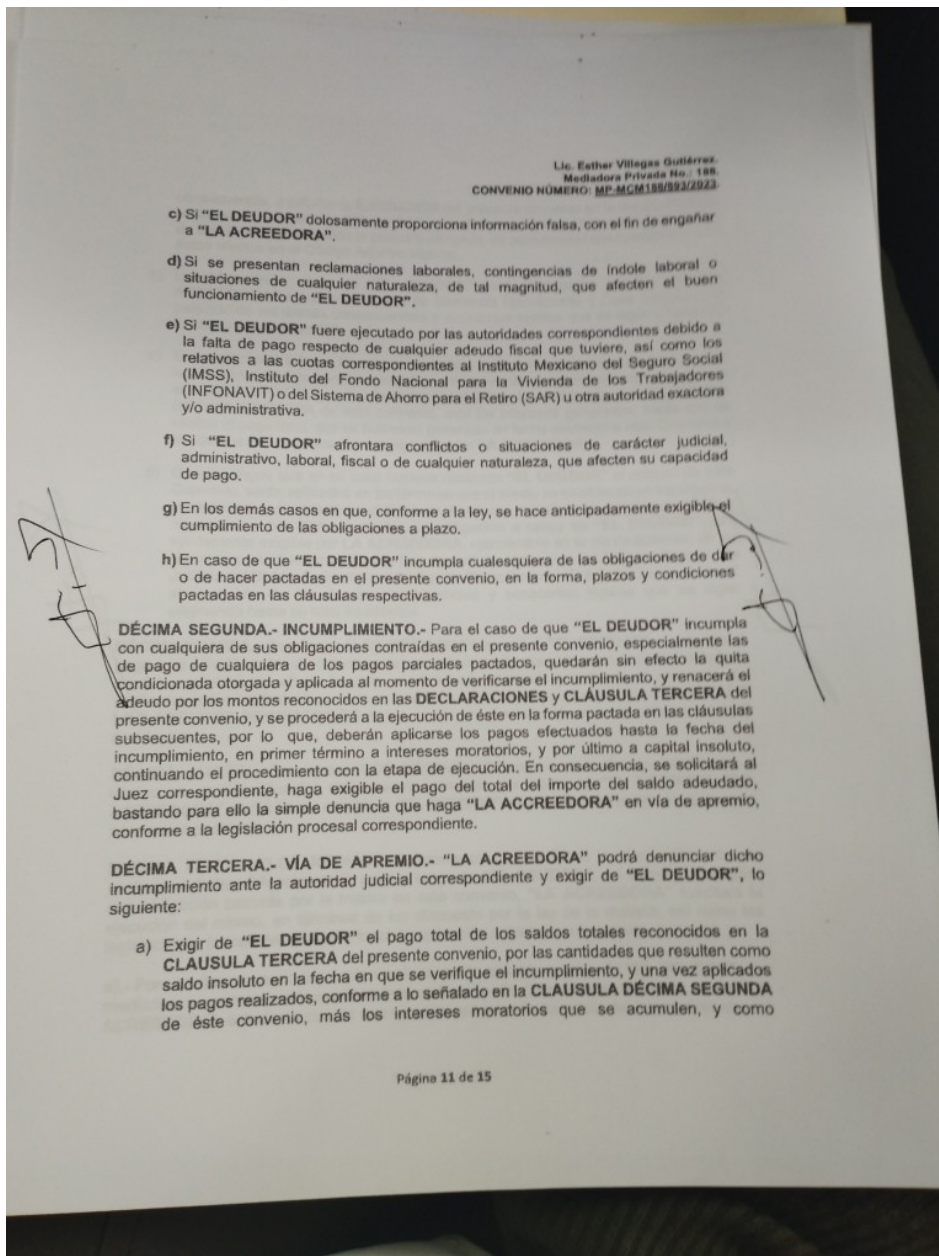 Lic. Esther Villegas Gutiérrez.
Mediadora Privada No.: 188.
CONVENIO NÚMERO: MP-MCM188/893/2023
c) Si “EL DEUDOR” dolosamente proporciona información falsa, con el fin de engañar
a “LA ACREEDORA”.
d) Si se presentan reclamaciones laborales, contingencias de índole laboral o
situaciones de cualquier naturaleza, de tal magnitud, que afecten el buen
funcionamiento de “EL DEUDOR”.
e) Si “EL DEUDOR” fuere ejecutado por las autoridades correspondientes debido a
la falta de pago respecto de cualquier adeudo fiscal que tuviere, así como los
relativos a las cuotas correspondientes al Instituto Mexicano del Seguro Social
(IMSS), Instituto del Fondo Nacional para la Vivienda de los Trabajadores
(INFONAVIT) o del Sistema de Ahorro para el Retiro (SAR) u otra autoridad exactora
y/o administrativa.
f) Si “EL DEUDOR” afrontara conflictos o situaciones de carácter judicial,
administrativo, laboral, fiscal o de cualquier naturaleza, que afecten su capacidad
de pago.
g) En los demás casos en que, conforme a la ley, se hace anticipadamente exigible el
cumplimiento de las obligaciones a plazo.
h) En caso de que “EL DEUDOR” incumpla cualesquiera de las obligaciones de dar
o de hacer pactadas en el presente convenio, en la forma, plazos y condiciones
pactadas en las cláusulas respectivas.
DÉCIMA SEGUNDA.- INCUMPLIMIENTO.- Para el caso de que “EL DEUDOR” incumpla
con cualquiera de sus obligaciones contraídas en el presente convenio, especialmente las
de pago de cualquiera de los pagos parciales pactados, quedarán sin efecto la quita
condicionada otorgada y aplicada al momento de verificarse el incumplimiento, y renacerá el
adeudo por los montos reconocidos en las DECLARACIONES y CLÁUSULA TERCERA del
presente convenio, y se procederá a la ejecución de éste en la forma pactada en las cláusulas
subsecuentes, por lo que, deberán aplicarse los pagos efectuados hasta la fecha del
incumplimiento, en primer término a intereses moratorios, y por último a capital insoluto,
continuando el procedimiento con la etapa de ejecución. En consecuencia, se solicitará al
Juez correspondiente, haga exigible el pago del total del importe del saldo adeudado,
bastando para ello la simple denuncia que haga “LA ACCREEDORA” en vía de apremio,
conforme a la legislación procesal correspondiente.
DÉCIMA TERCERA.- VÍA DE APREMIO.- “LA ACREEDORA” podrá denunciar dicho
incumplimiento ante la autoridad judicial correspondiente y exigir de “EL DEUDOR”, lo
siguiente:
a) Exigir de “EL DEUDOR” el pago total de los saldos totales reconocidos en la
CLAUSULA TERCERA del presente convenio, por las cantidades que resulten como
saldo insoluto en la fecha en que se verifique el incumplimiento, y una vez aplicados
los pagos realizados, conforme a lo señalado en la CLAUSULA DÉCIMA SEGUNDA
de éste convenio, más los intereses moratorios que se acumulen, y como
Página 11 de 15